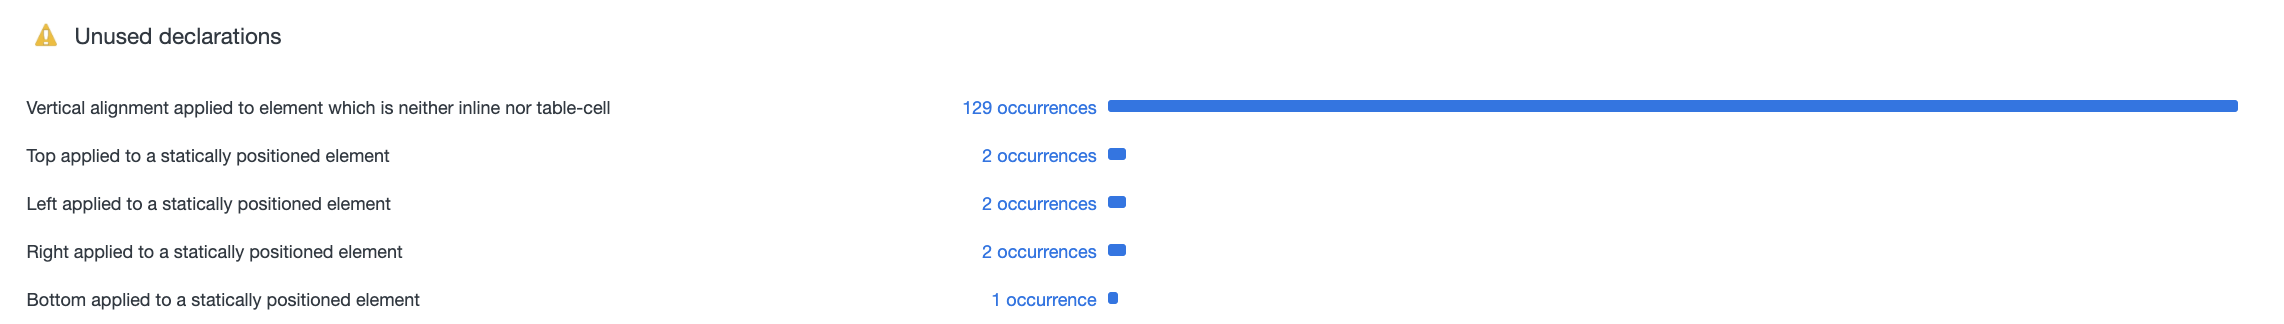 Unused declarations
Vertical alignment applied to element which is neither inline nor table-cell 129 occurrences
Top applied to a statically positioned element 2 occurrences
Left applied to a statically positioned element 2 occurrences
Right applied to a statically positioned element 2 occurrences
Bottom applied to a statically positioned element 1 occurrence